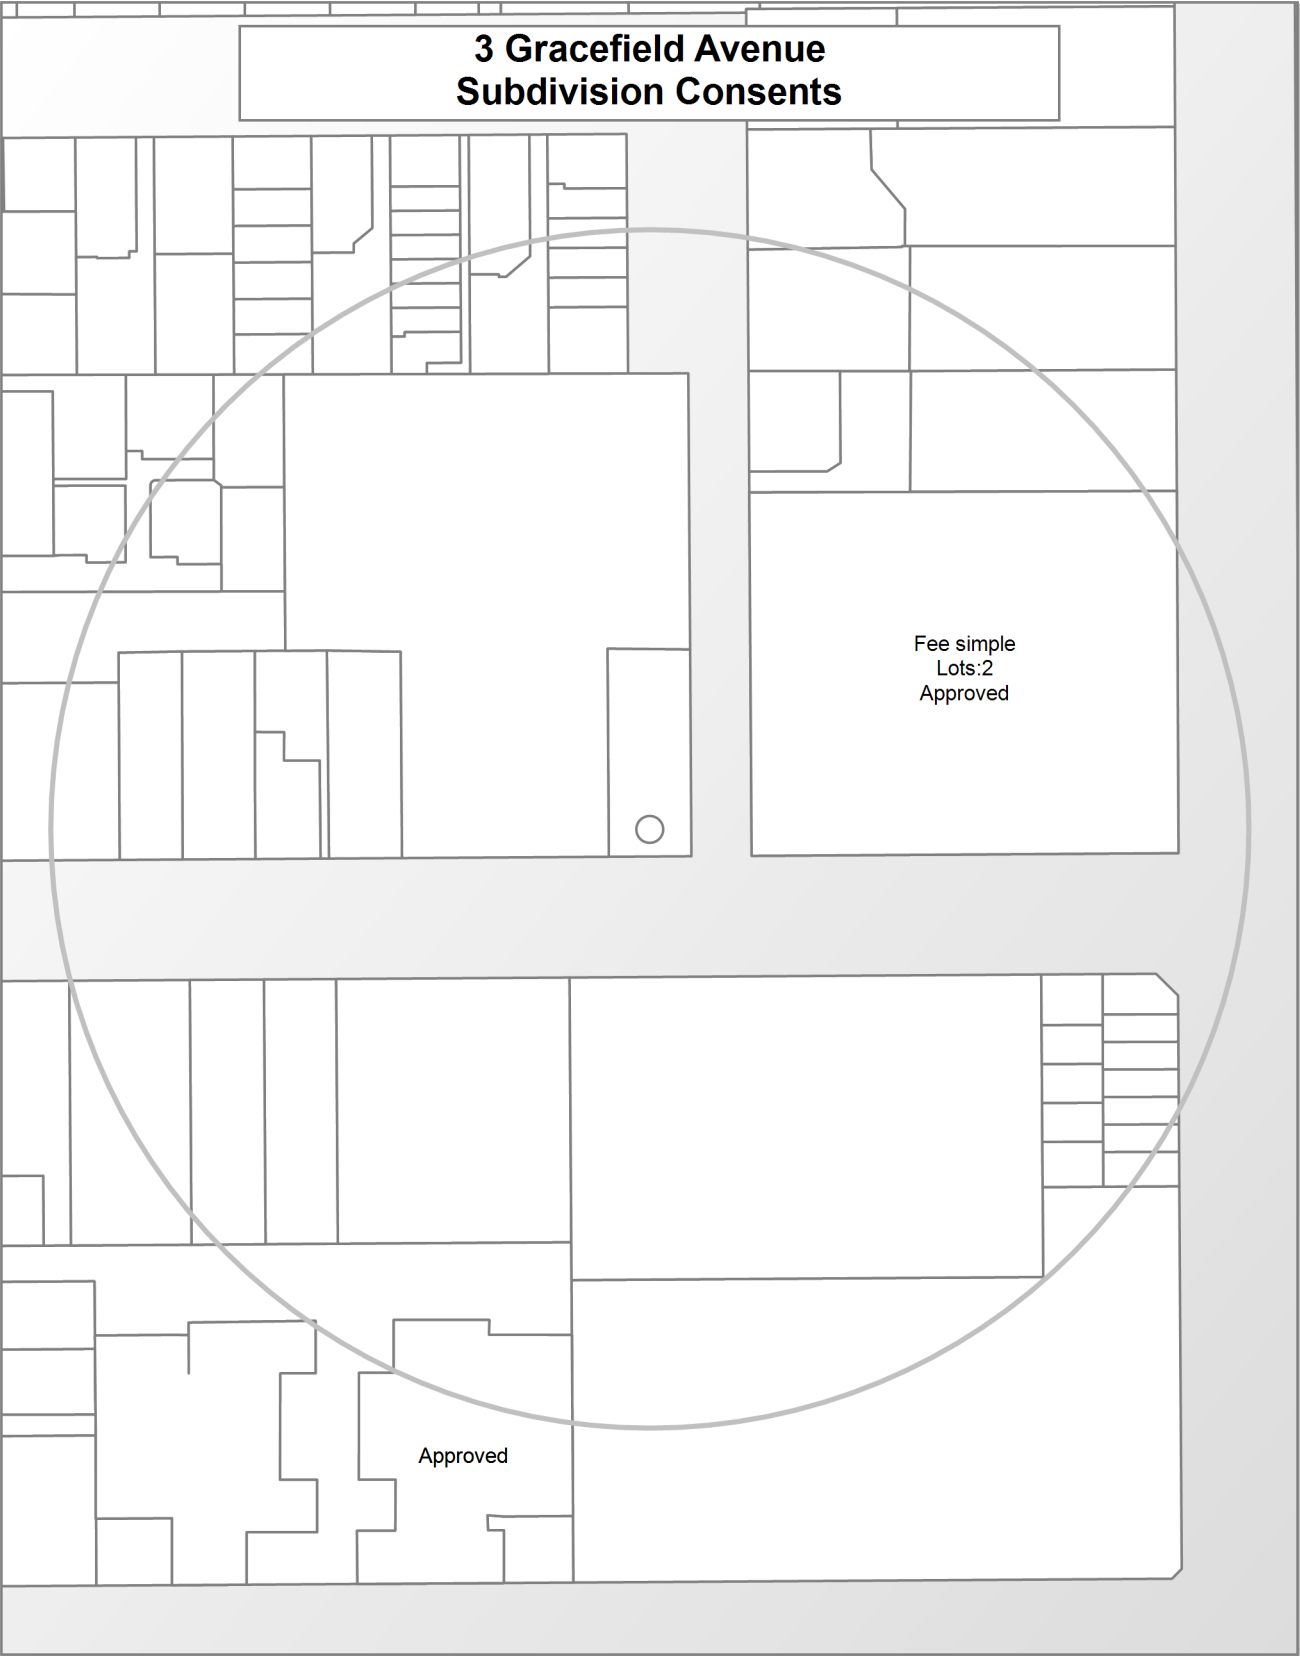 3 Gracefield Avenue
Subdivision Consents
Fee simple
Lots:2
Approved
Approved